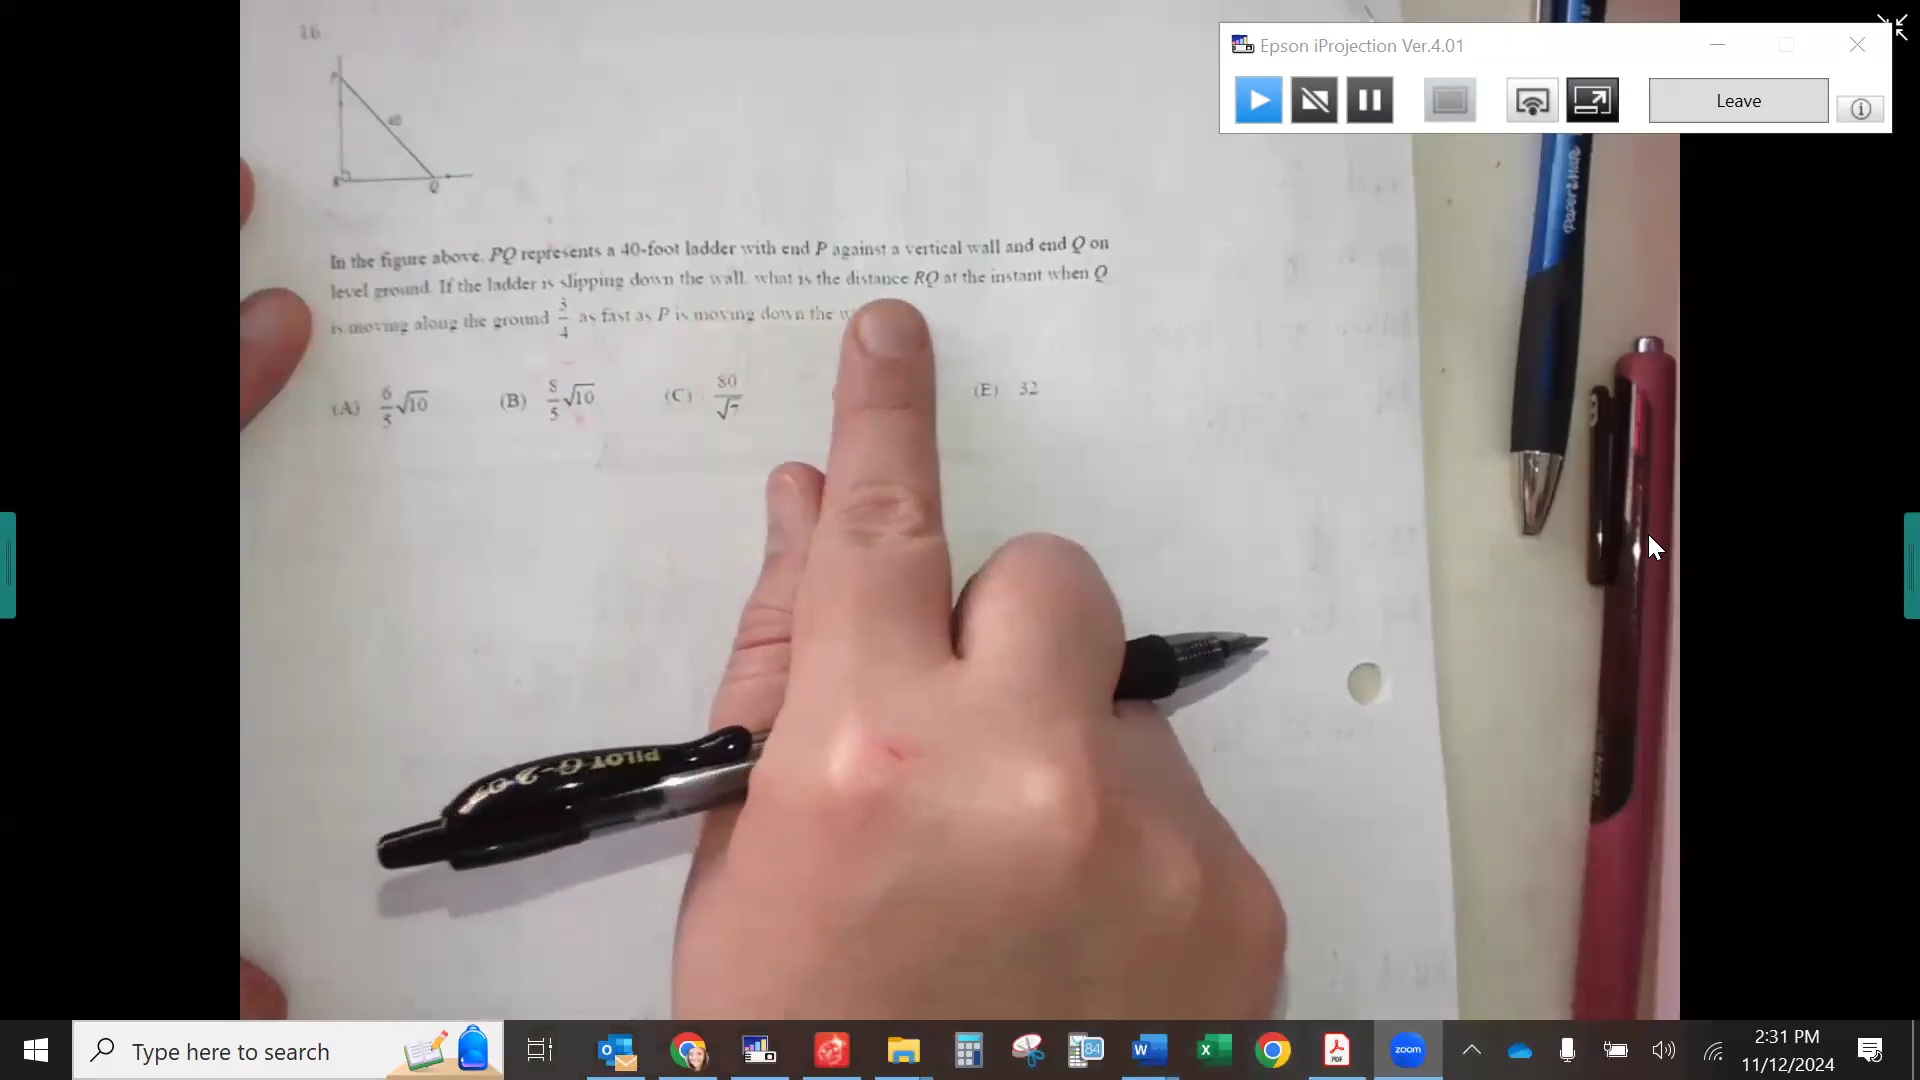 16
P
40
R
Q
In the figure above, PQ represents a 40-foot ladder with end P against a vertical wall and end Q on
level ground. If the ladder is slipping down the wall, what is the distance RQ at the instant when Q
is moving along the ground 3/4 as fast as P is moving down the
(A) 6/5 √10 (B) 8/5 √10 (C) 80/√7 (E) 32
PILOT G-2
PaperMate
Epson iProjection Ver.4.01
Leave
Type here to search
84
zoom
2:31 PM
11/12/2024